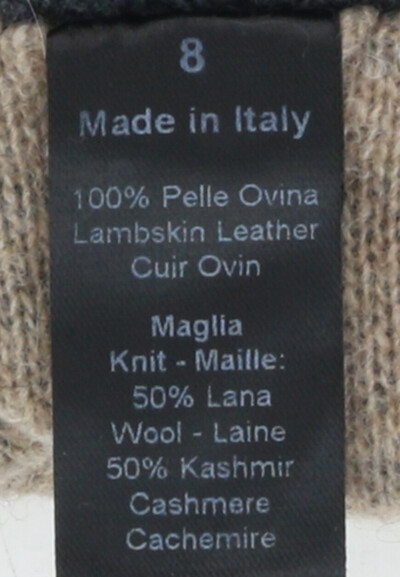 8
Made in Italy
100% Pelle Ovina
Lambskin Leather
Cuir Ovin
Maglia
Knit - Maille:
50% Lana
Wool - Laine
50% Kashmir
Cashmere
Cachemire